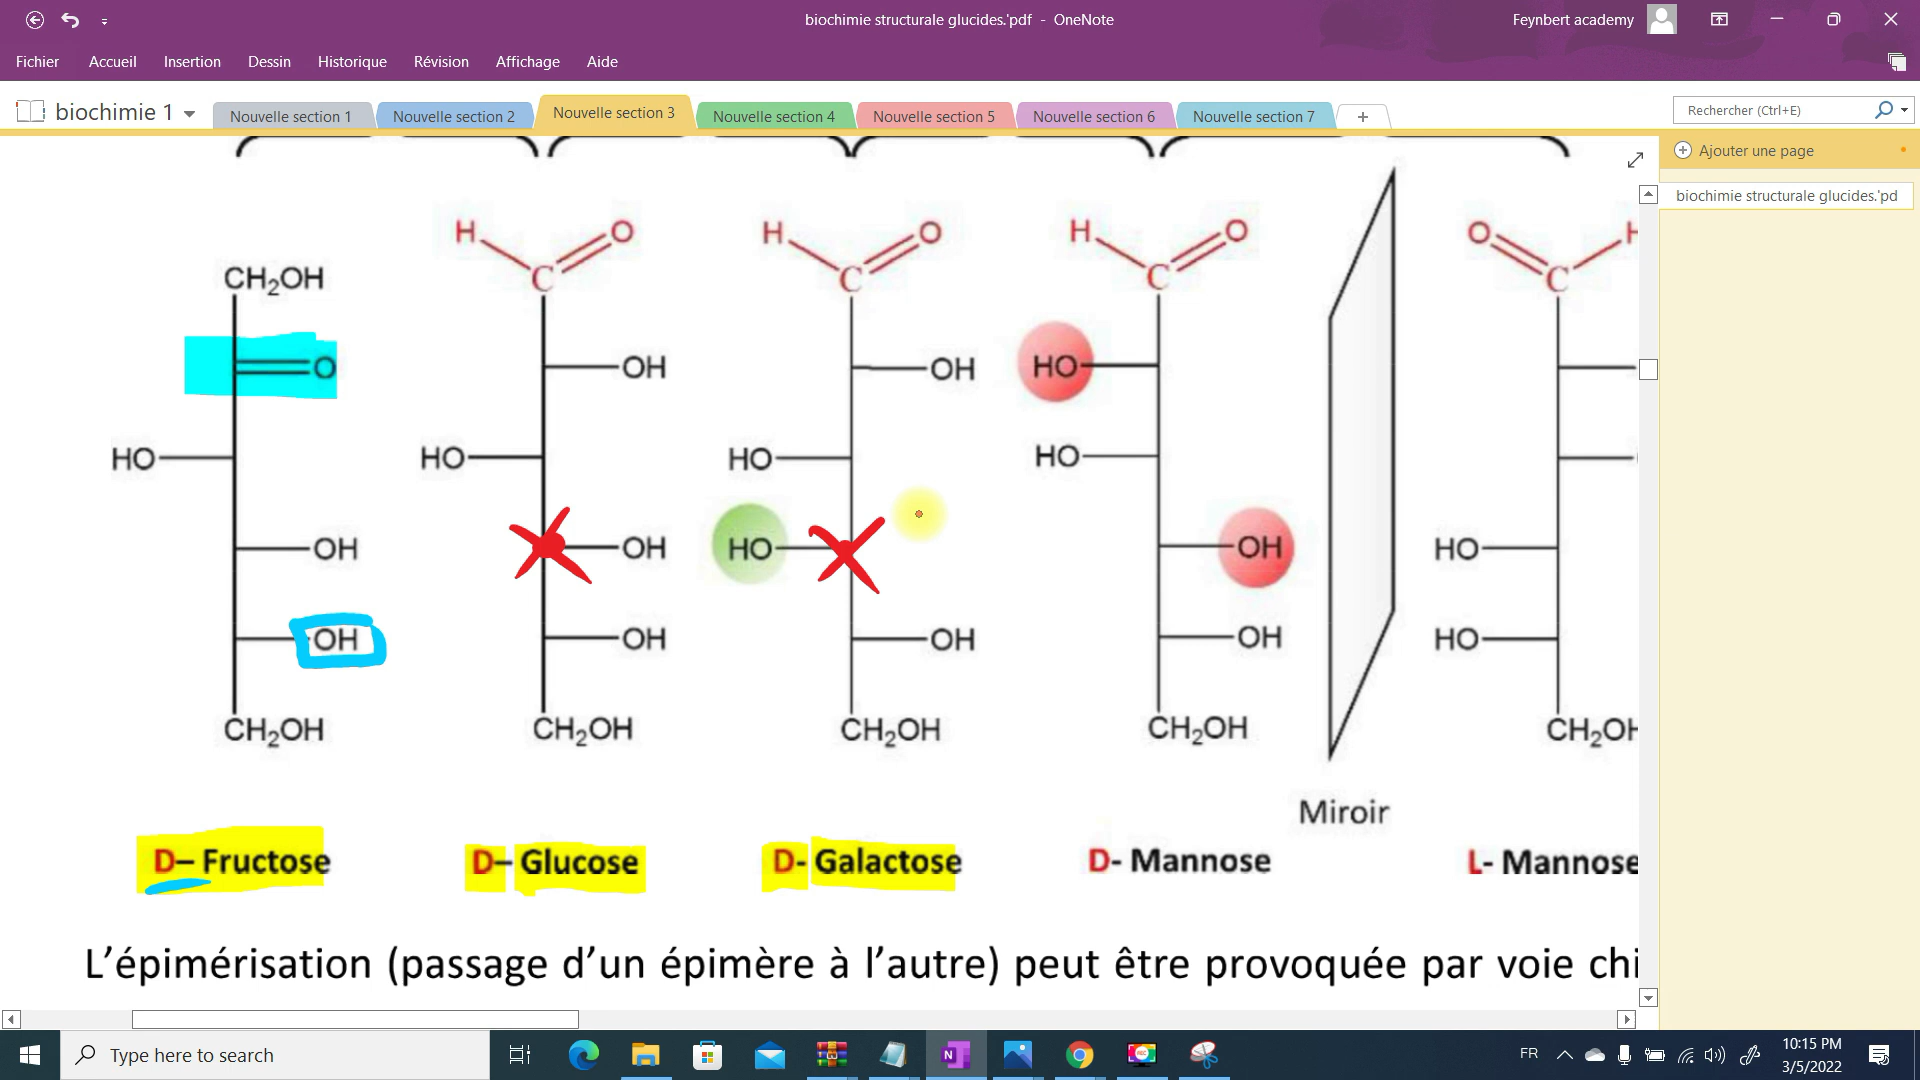 biochimie structurale glucides.'pdf - OneNote
Feynbert academy
Fichier Accueil Insertion Dessin Historique Révision Affichage Aide
biochimie 1
Nouvelle section 1
Nouvelle section 2
Nouvelle section 3
Nouvelle section 4
Nouvelle section 5
Nouvelle section 6
Nouvelle section 7
+
Rechercher (Ctrl+E)
Ajouter une page
biochimie structurale glucides.'pd
H O H O H O O H
CH₂OH C C C C
O OH OH HO
HO HO HO HO
OH OH HO OH HO
OH OH OH OH HO
CH₂OH CH₂OH CH₂OH CH₂OH CH₂OH
Miroir
D– Fructose D– Glucose D- Galactose D- Mannose L- Mannose
L’épimérisation (passage d’un épimère à l’autre) peut être provoquée par voie chi
Type here to search
FR
10:15 PM
3/5/2022